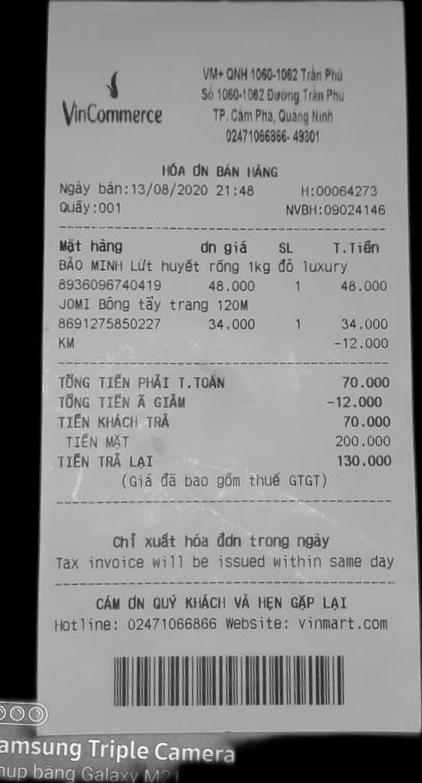 VinCommerce
VM+ QNH 1060-1062 Trần Phú
Số 1060-1062 Đường Trần Phú
TP. Cẩm Phả, Quảng Ninh
02471066866- 49301
HÓA ƠN BÁN HÀNG
Ngày bán:13/08/2020 21:48 H:00064273
Quầy:001 NVBH:09024146
Mặt hàng ơn giá SL T.Tiền
BẢO MINH Lứt huyết rồng 1kg đỏ luxury
8936096740419 48.000 1 48.000
JOMI Bông tẩy trang 120M
8691275850227 34.000 1 34.000
KM -12.000
TỔNG TIỀN PHẢI T.TOÁN 70.000
TỔNG TIỀN Ã GIẢM -12.000
TIỀN KHÁCH TRẢ 70.000
TIỀN MẶT 200.000
TIỀN TRẢ LẠI 130.000
(Giá đã bao gồm thuế GTGT)
Chỉ xuất hóa đơn trong ngày
Tax invoice will be issued within same day
CẢM ƠN QUÝ KHÁCH VÀ HẸN GẶP LẠI
Hotline: 02471066866 Website: vinmart.com
amsung Triple Camera
hụp bằng Galaxy M21